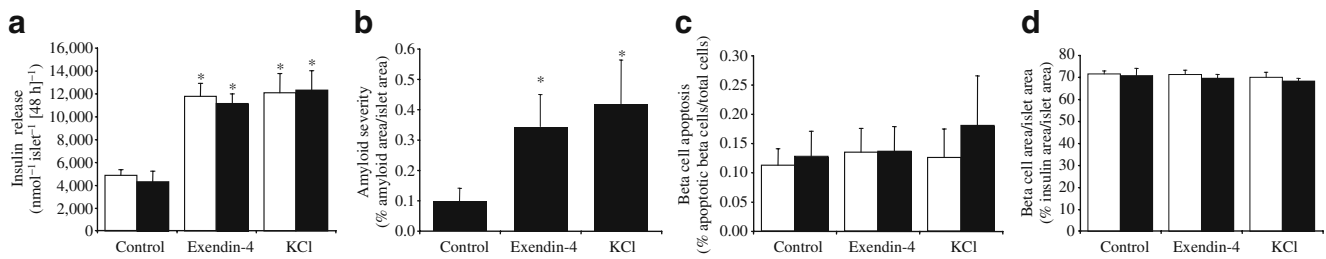 a
Insulin release
(nmol⁻¹ islet⁻¹ [48 h]⁻¹)
16,000
14,000
12,000
10,000
8,000
6,000
4,000
2,000
0
* * * *
Control Exendin-4 KCl
b
Amyloid severity
(% amyloid area/islet area)
0.6
0.5
0.4
0.3
0.2
0.1
0.0
* *
Control Exendin-4 KCl
c
Beta cell apoptosis
(% apoptotic beta cells/total cells)
0.30
0.25
0.20
0.15
0.10
0.05
0.00
Control Exendin-4 KCl
d
Beta cell area/islet area
(% insulin area/islet area)
80
70
60
50
40
30
20
10
0
Control Exendin-4 KCl